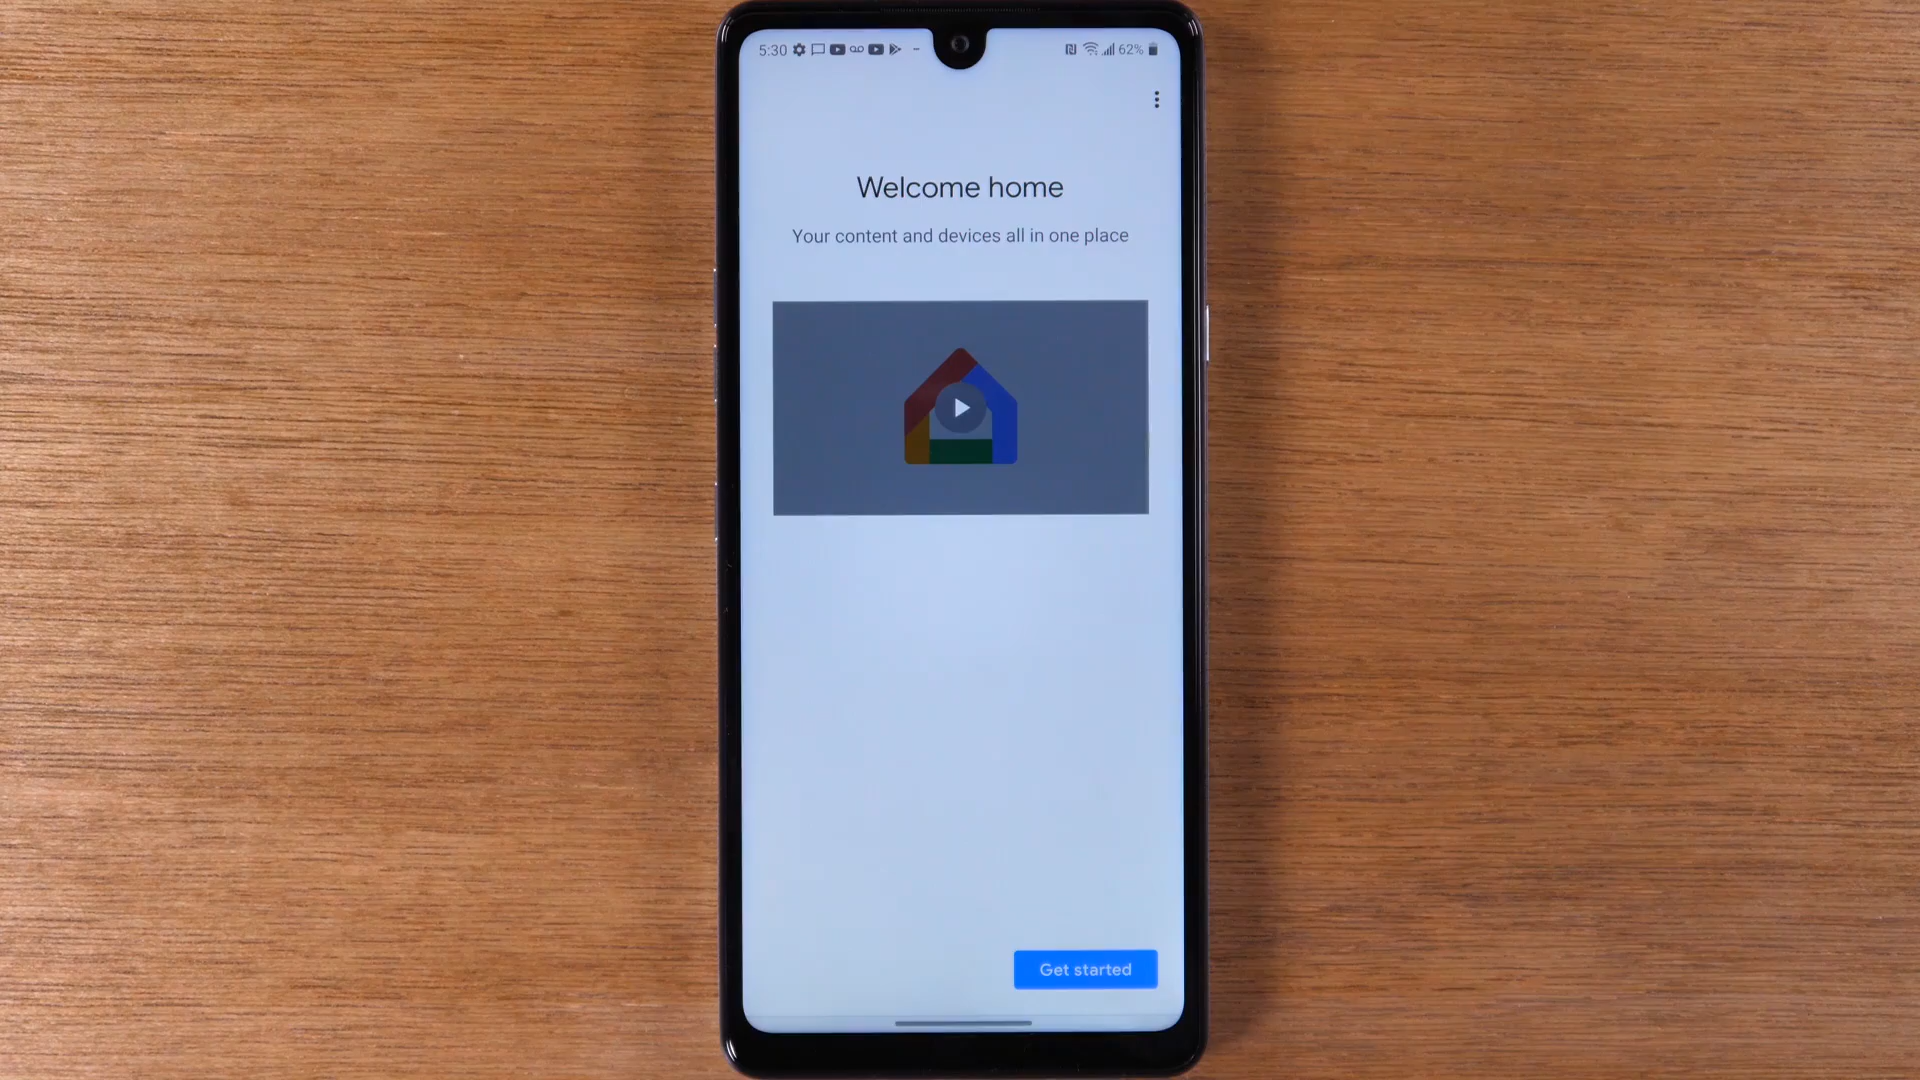 5:30 62%
Welcome home
Your content and devices all in one place
Get started